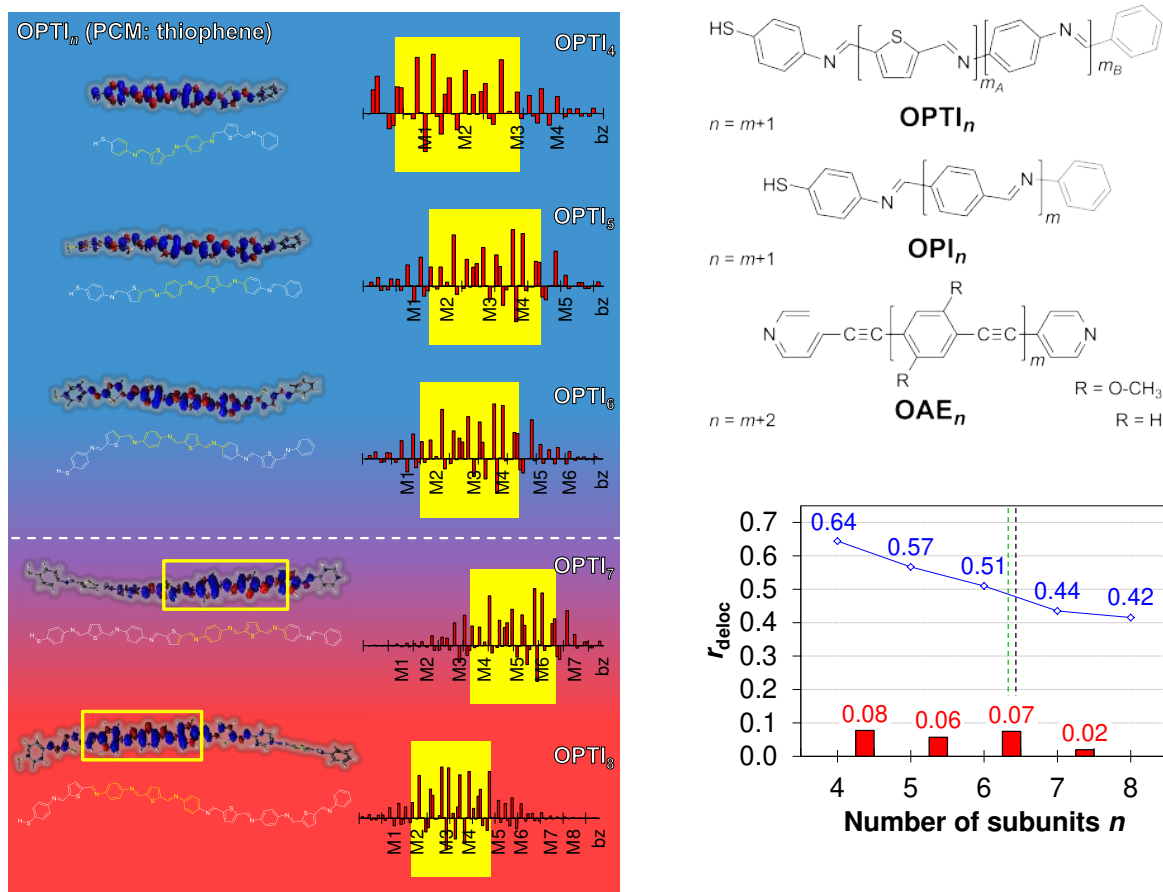 OPTIₙ (PCM: thiophene)
OPTI₄
M1 M2 M3 M4 bz
H S N N N N
S S
OPTI₅
M1 M2 M3 M4 M5 bz
OPTI₆
M1 M2 M3 M4 M5 M6 bz
OPTI₇
M1 M2 M3 M4 M5 M6 M7 bz
OPTI₈
M1 M2 M3 M4 M5 M6 M7 M8 bz
HS N S N mA N mB
OPTIₙ
n = m+1
HS N N m
OPIₙ
n = m+1
R
N C≡C C≡C N
m
R
R = O-CH₃
OAEₙ
n = m+2
R = H
rdeloc
0.7
0.6
0.5
0.4
0.3
0.2
0.1
0.0
0.64
0.57
0.51
0.44
0.42
0.08
0.06
0.07
0.02
4 5 6 7 8
Number of subunits n